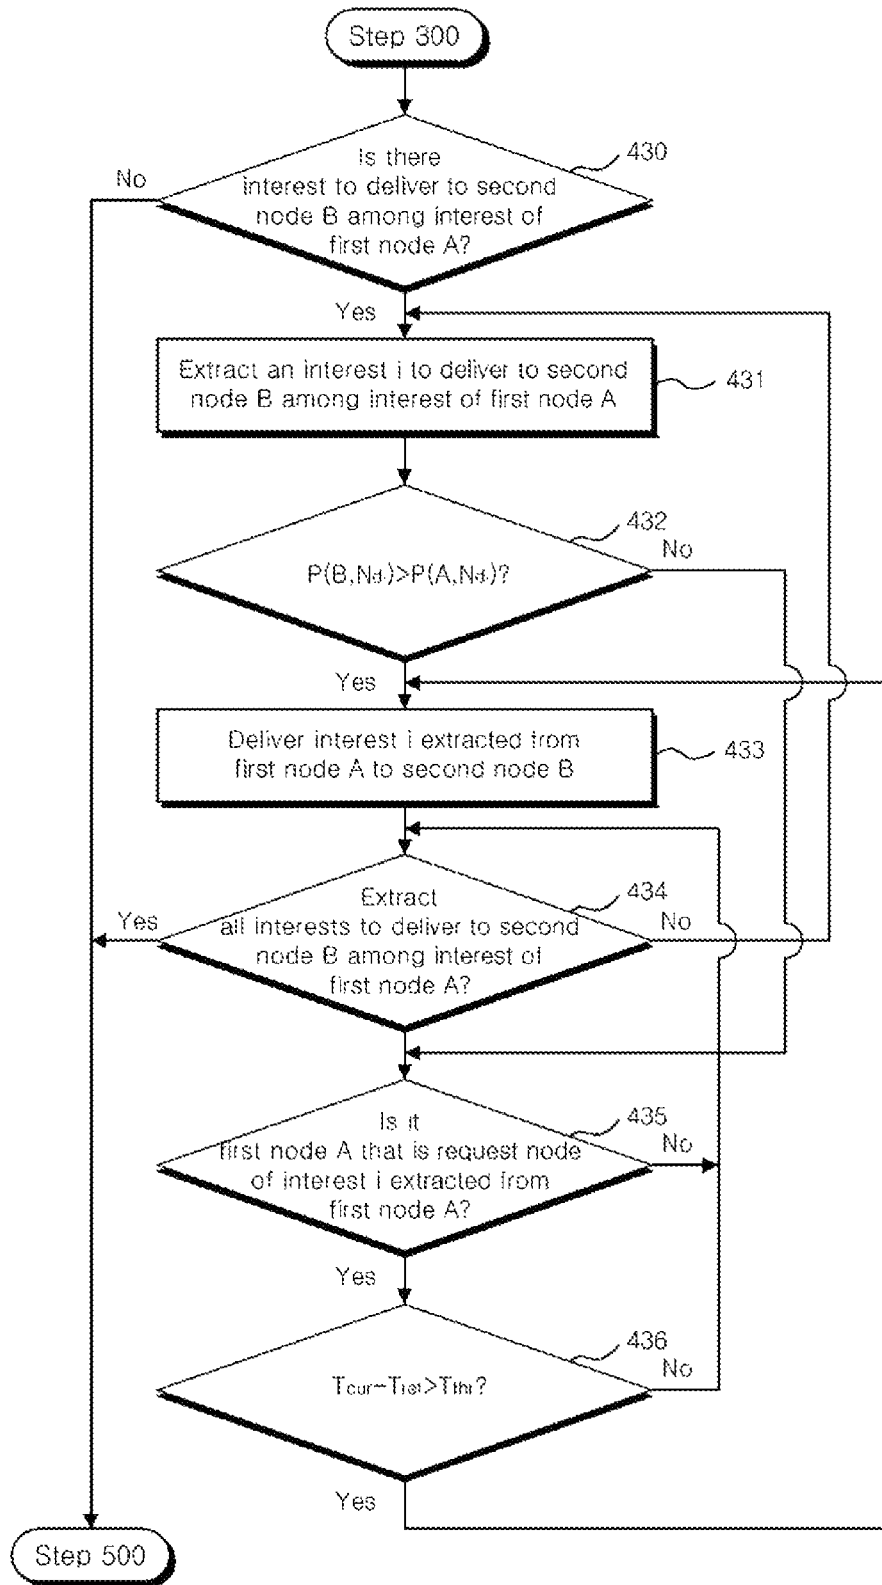 Step 300
430
Is there
interest to deliver to second
node B among interest of
first node A?
No
Yes
Extract an interest i to deliver to second
node B among interest of first node A
431
432
P(B,Nd)>P(A,Nd)?
No
Yes
Deliver interest i extracted from
first node A to second node B
433
434
Extract
all interests to deliver to second
node B among interest of
first node A?
Yes
No
435
Is it
first node A that is request node
of interest i extracted from
first node A?
No
Yes
436
No
Yes
Step 500